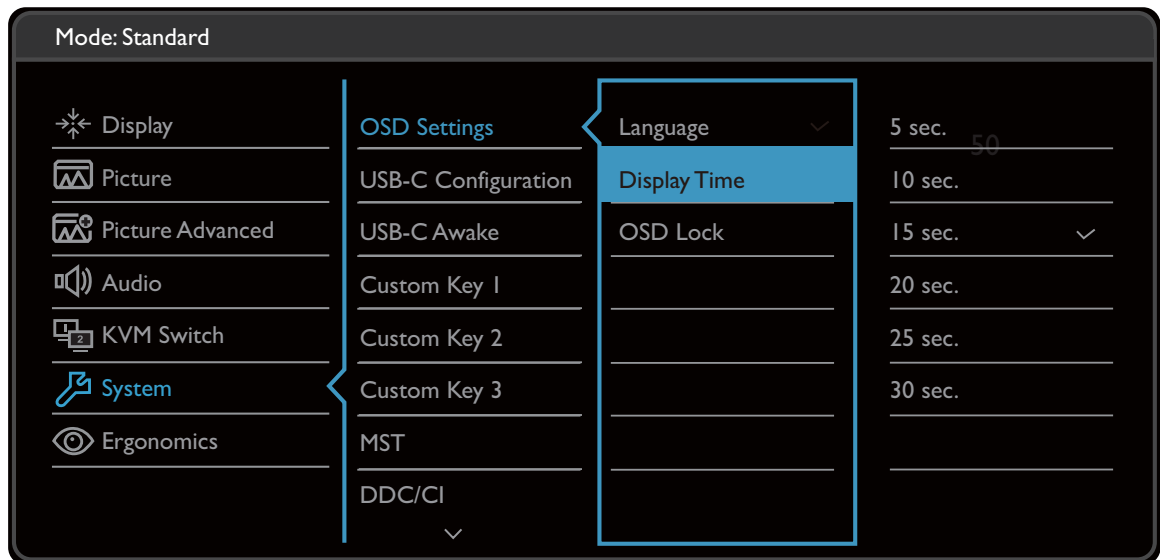 Mode: Standard
Display
Picture
Picture Advanced
Audio
1
2
KVM Switch
System
Ergonomics
OSD Settings
USB-C Configuration
USB-C Awake
Custom Key 1
Custom Key 2
Custom Key 3
MST
DDC/CI
Language
Display Time
OSD Lock
5 sec.
50
10 sec.
15 sec.
20 sec.
25 sec.
30 sec.